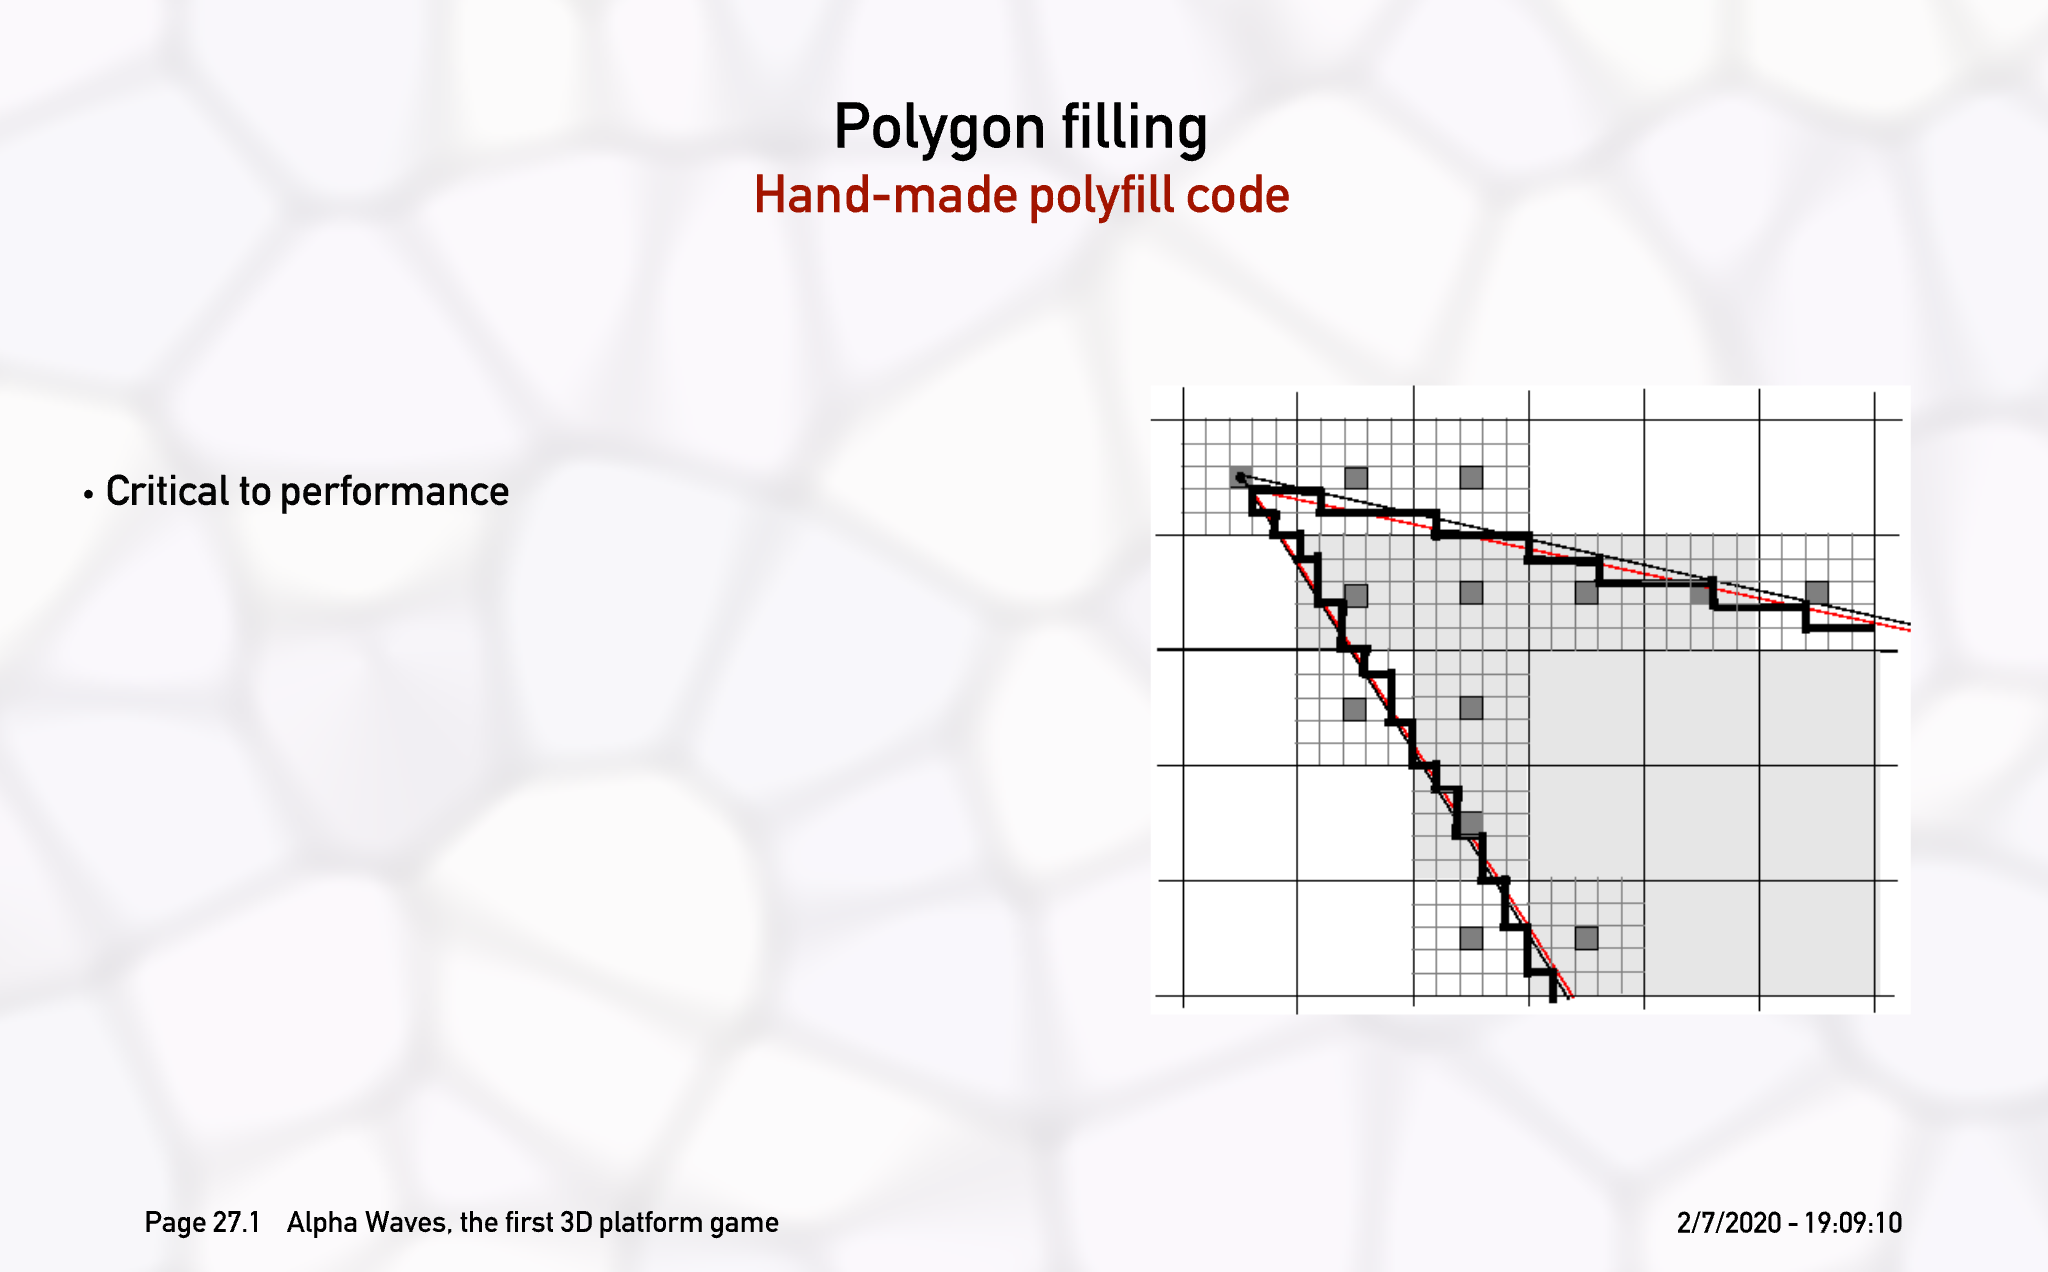 Polygon filling
Hand-made polyfill code
• Critical to performance
Page 27.1 Alpha Waves, the first 3D platform game
2/7/2020 - 19:09:10